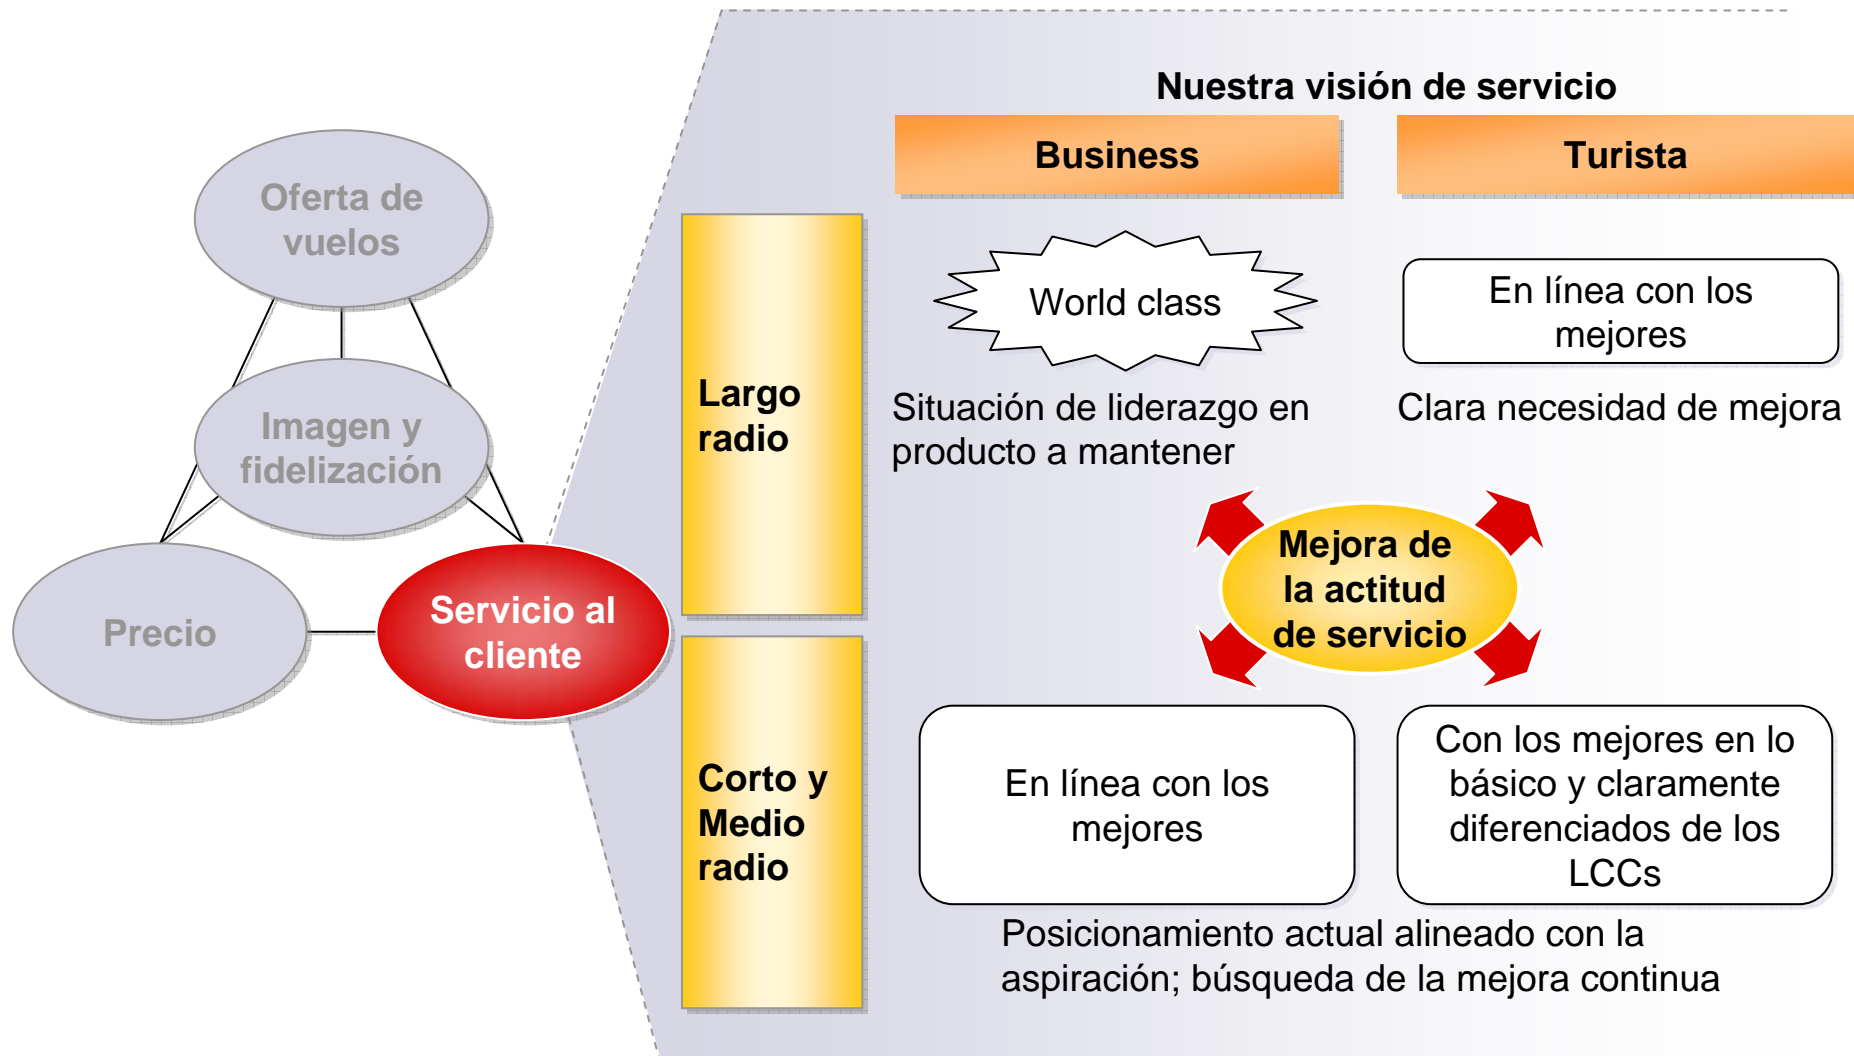 Nuestra visión de servicio
Business
Turista
Oferta de
vuelos
Imagen y
fidelización
Precio
Servicio al
cliente
Largo
radio
World class
En línea con los
mejores
Situación de liderazgo en
producto a mantener
Clara necesidad de mejora
Mejora de
la actitud
de servicio
Corto y
Medio
radio
En línea con los
mejores
Con los mejores en lo
básico y claramente
diferenciados de los
LCCs
Posicionamiento actual alineado con la
aspiración; búsqueda de la mejora continua